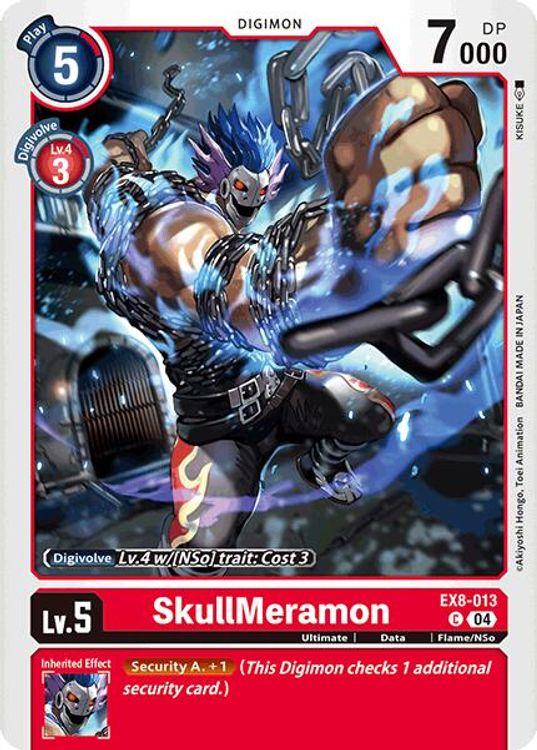 DIGIMON
Play
5
7000
DP
Digivolve
Lv.4
3
KISUKE
©Akiyoshi Hongo, Toei Animation BANDAI MADE IN JAPAN
Digivolve Lv.4 w/[NSo] trait: Cost 3
Lv.5
SkullMeramon
EX8-013
C 04
Ultimate | Data | Flame/NSo
Inherited Effect
Security A. +1 (This Digimon checks 1 additional
security card.)